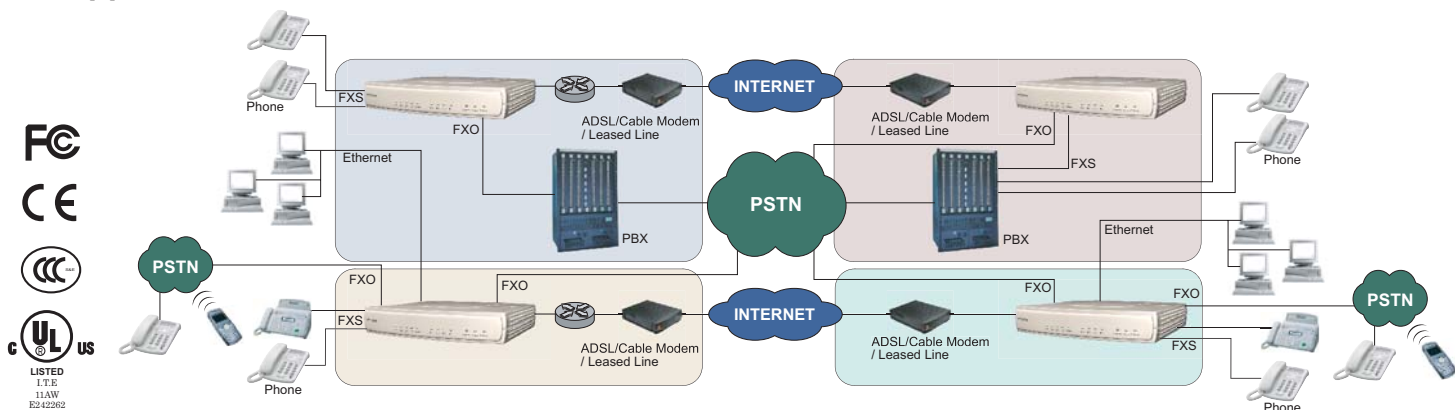 Phone
FXS
FXO
ADSL/Cable Modem
/ Leased Line
INTERNET
ADSL/Cable Modem
/ Leased Line
FXO
FXS
Phone
Ethernet
PBX
PSTN
PBX
Ethernet
PSTN
FXO
FXO
FXS
Phone
ADSL/Cable Modem
/ Leased Line
INTERNET
ADSL/Cable Modem
/ Leased Line
FXO
FXO
FXS
Phone
PSTN
FC
CE
CCC
C UL ® US
LISTED
I.T.E
11AW
E242262